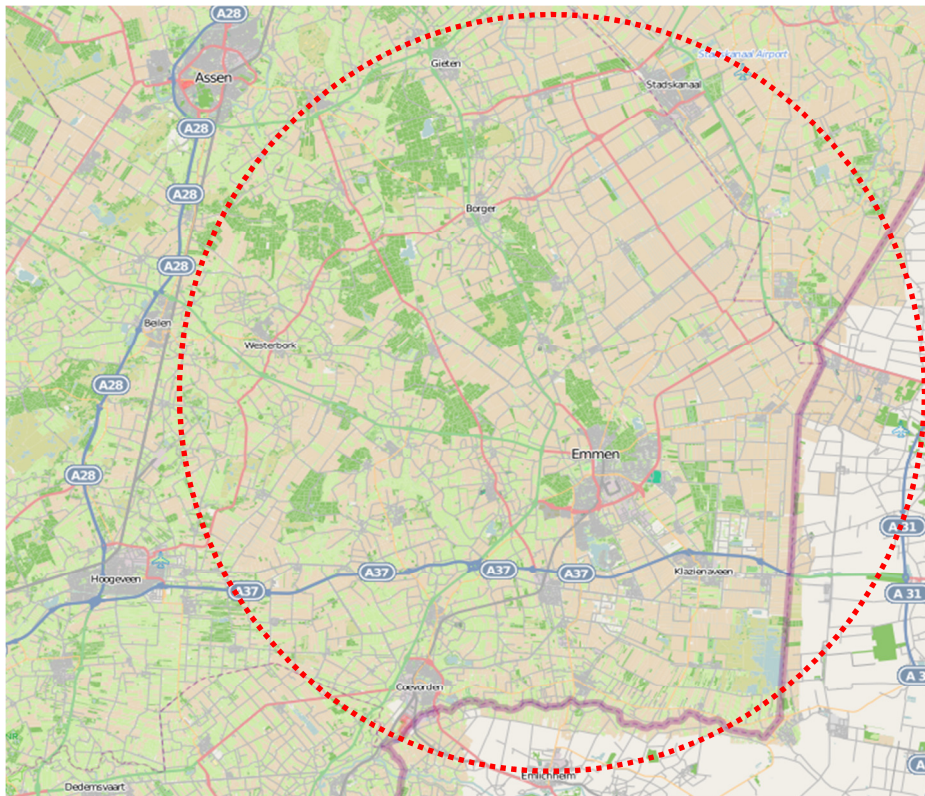 A28
Stadskanaal Airport
Gieten
Assen
Stadskanaal
A28
A28
Borger
A28
Beilen
Westerbork
A28
Emmen
A28
A 31
A37
A37
A37
Klazienaveen
Hoogeveen
A37
A 31
Coevorden
Emlichheim
Dedemsvaart